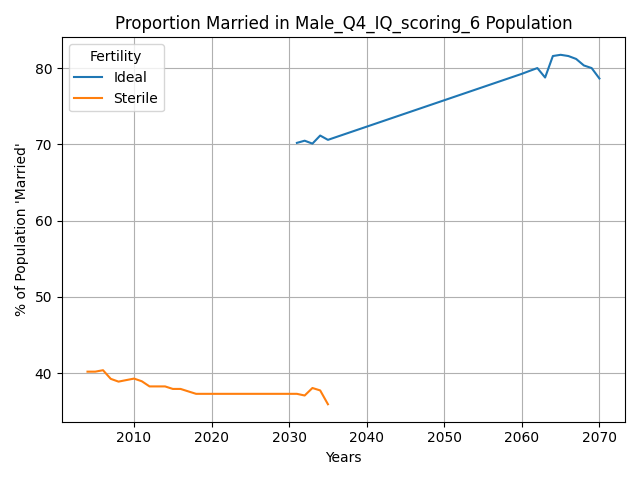 Proportion Married in Male_Q4_IQ_scoring_6 Population
Fertility
Ideal
Sterile
% of Population 'Married'
80
70
60
50
40
2010 2020 2030 2040 2050 2060 2070
Years